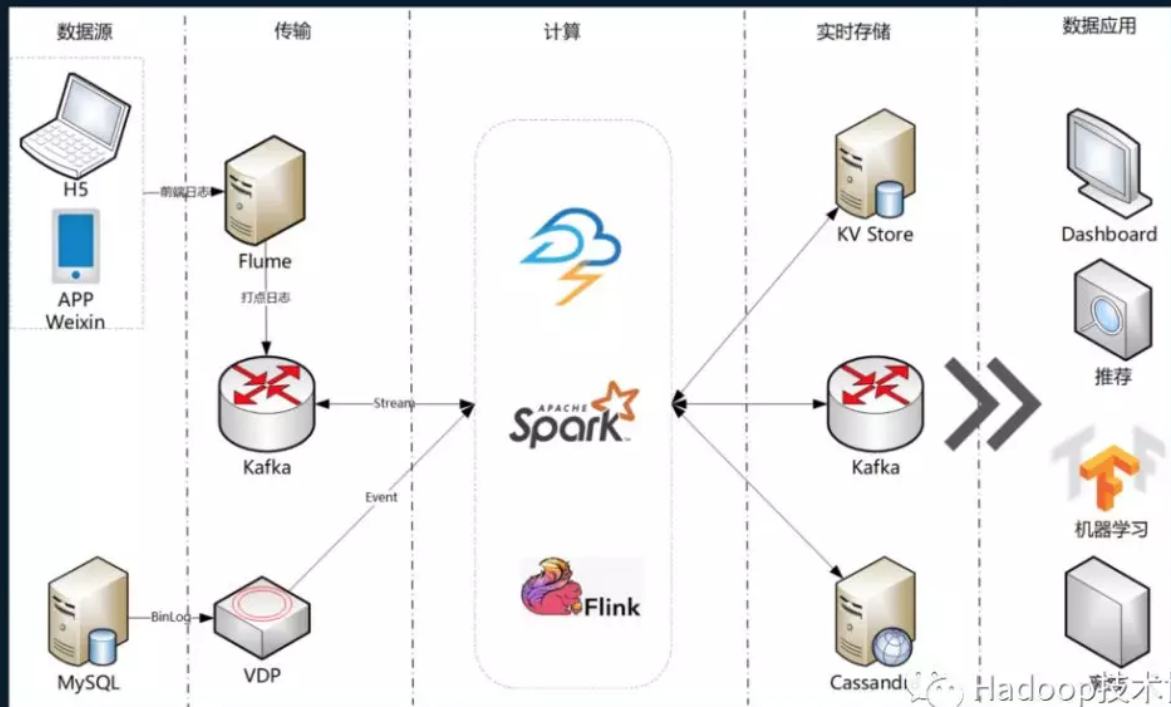 数据源
传输
计算
实时存储
数据应用
H5
APP
Weixin
前端日志
Flume
打点日志
Kafka
Stream
Event
MySQL
BinLog
VDP
APACHE
Spark
Flink
KV Store
Kafka
Dashboard
推荐
机器学习
Hadoop技术